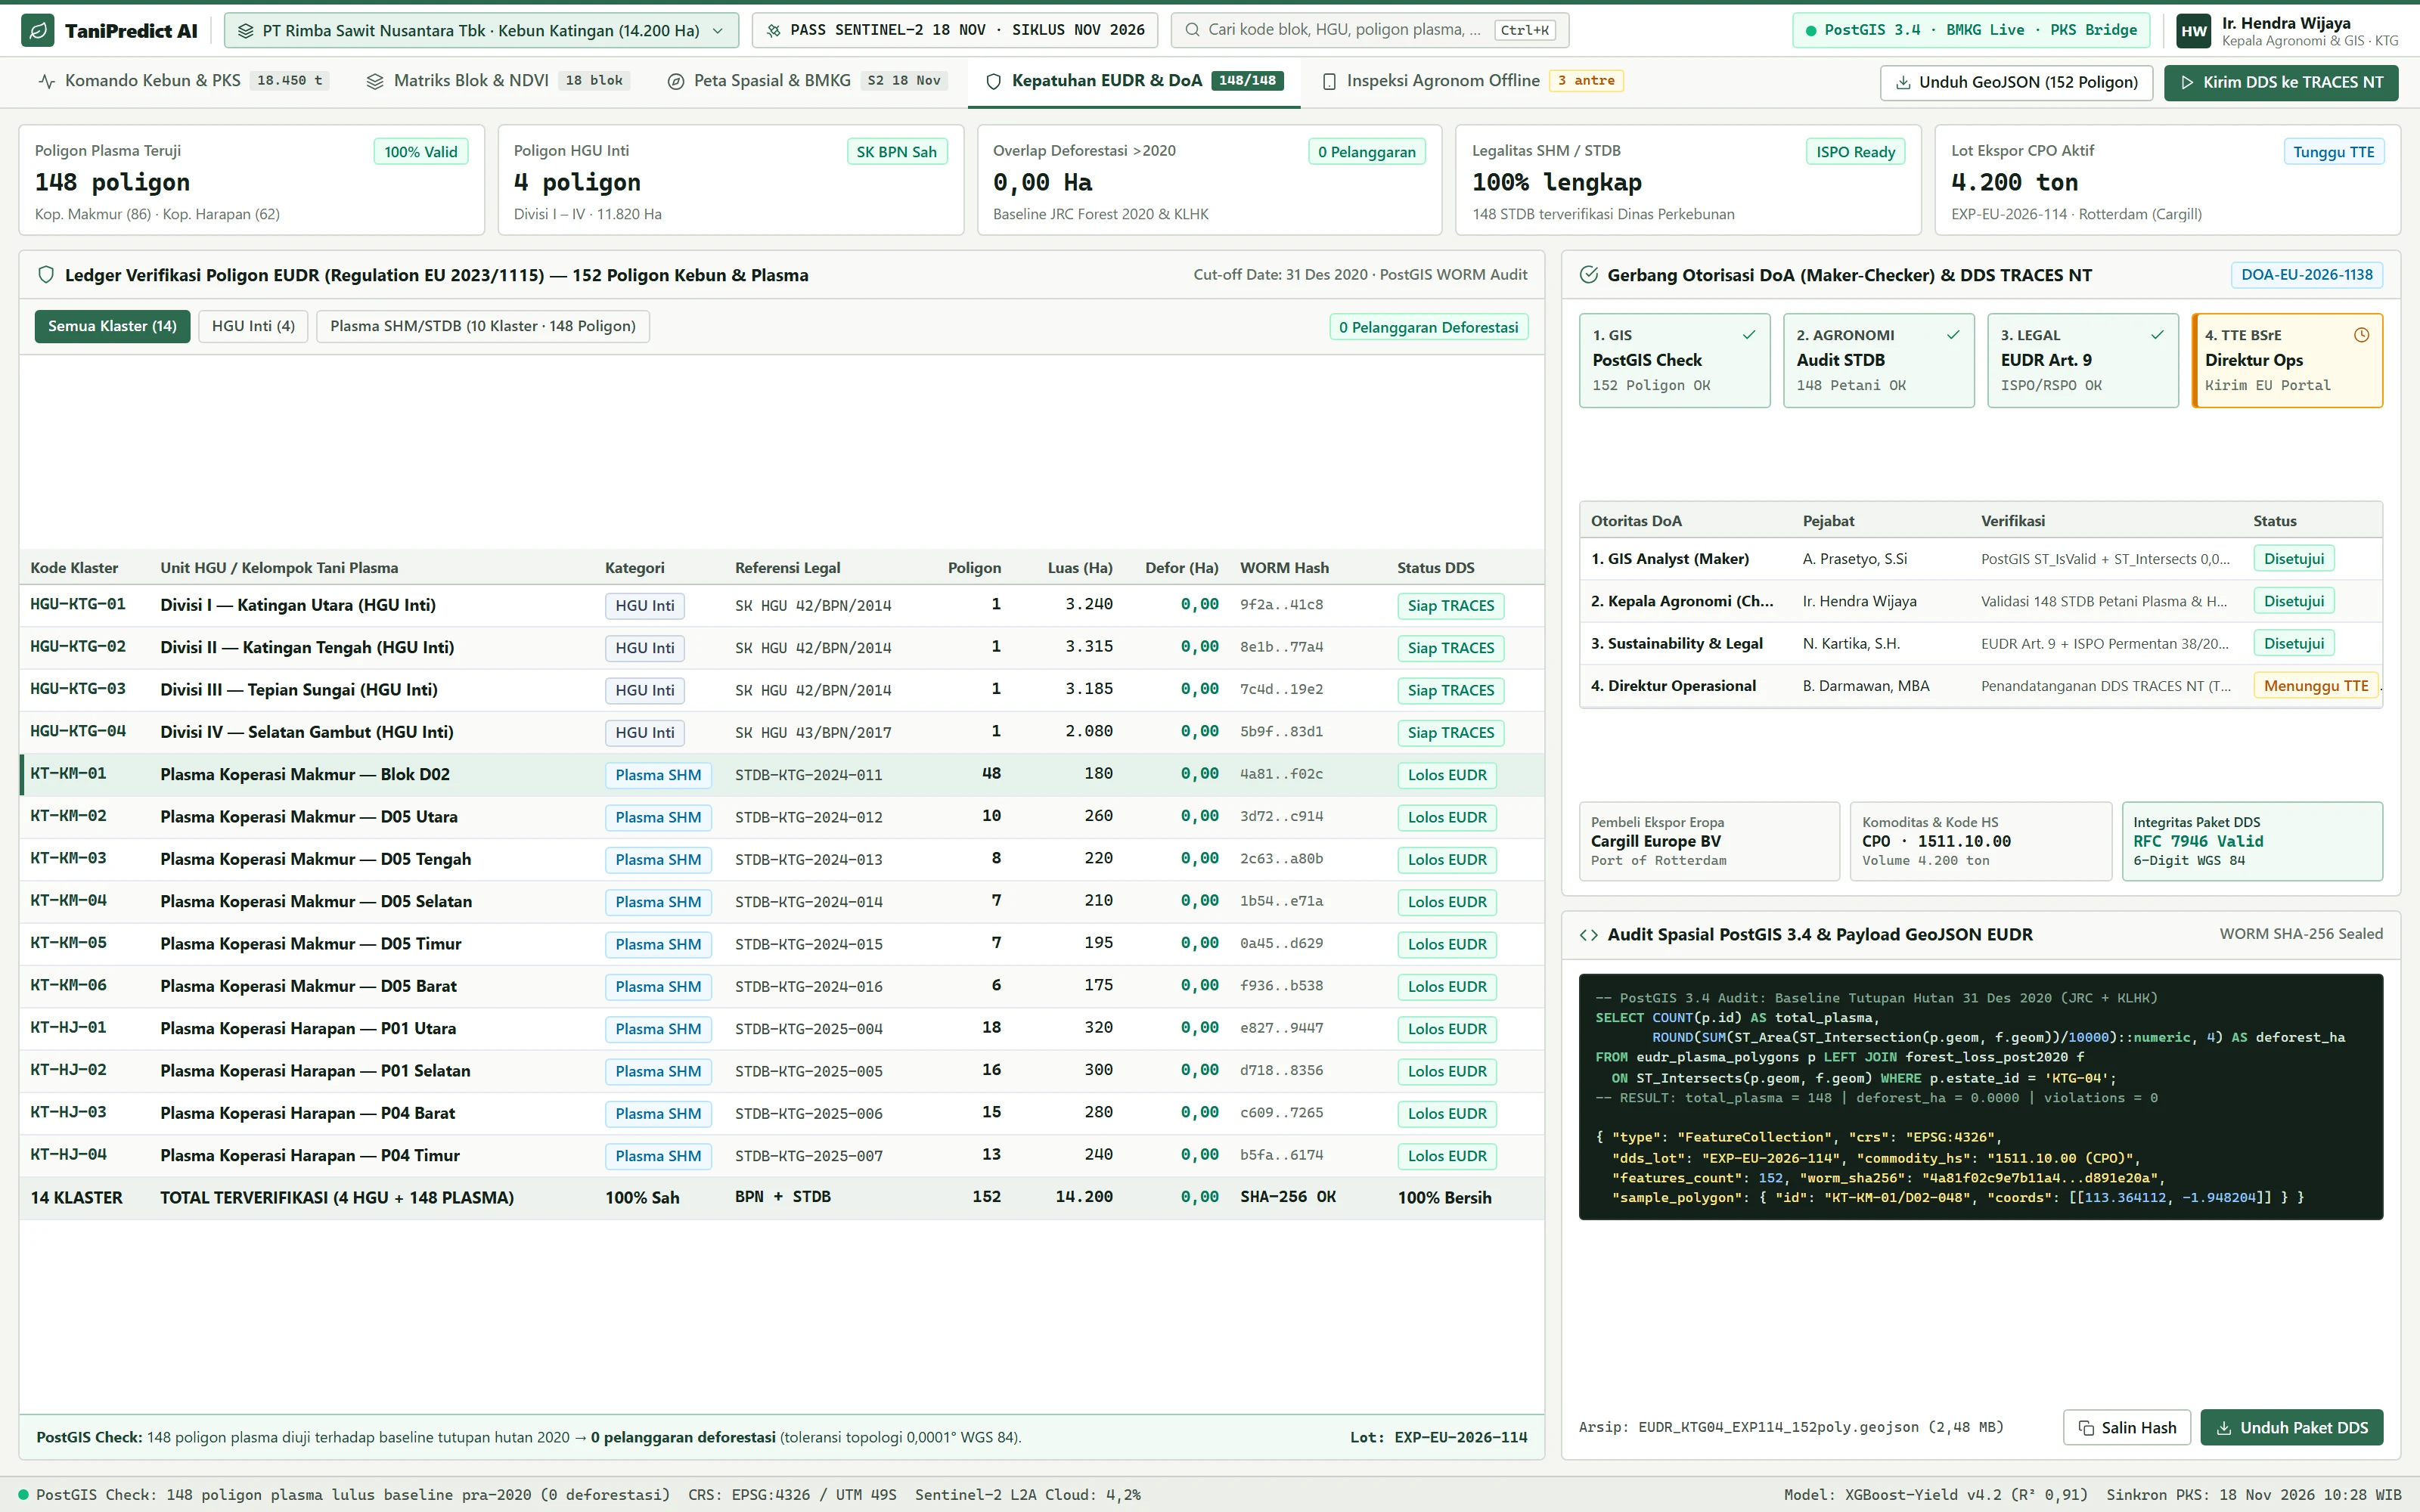 TaniPredict AI
PT Rimba Sawit Nusantara Tbk · Kebun Katingan (14.200 Ha)
PASS SENTINEL-2 18 NOV · SIKLUS NOV 2026
Cari kode blok, HGU, poligon plasma, ... Ctrl+K
PostGIS 3.4 · BMKG Live · PKS Bridge
HW
Ir. Hendra Wijaya
Kepala Agronomi & GIS · KTG
Komando Kebun & PKS 18.450 t
Matriks Blok & NDVI 18 blok
Peta Spasial & BMKG S2 18 Nov
Kepatuhan EUDR & DoA 148/148
Inspeksi Agronom Offline 3 antre
Unduh GeoJSON (152 Poligon)
Kirim DDS ke TRACES NT
Poligon Plasma Teruji 100% Valid
148 poligon
Kop. Makmur (86) · Kop. Harapan (62)
Poligon HGU Inti SK BPN Sah
4 poligon
Divisi I – IV · 11.820 Ha
Overlap Deforestasi >2020 0 Pelanggaran
0,00 Ha
Baseline JRC Forest 2020 & KLHK
Legalitas SHM / STDB ISPO Ready
100% lengkap
148 STDB terverifikasi Dinas Perkebunan
Lot Ekspor CPO Aktif Tunggu TTE
4.200 ton
EXP-EU-2026-114 · Rotterdam (Cargill)
Ledger Verifikasi Poligon EUDR (Regulation EU 2023/1115) — 152 Poligon Kebun & Plasma
Cut-off Date: 31 Des 2020 · PostGIS WORM Audit
Semua Klaster (14) HGU Inti (4) Plasma SHM/STDB (10 Klaster · 148 Poligon) 0 Pelanggaran Deforestasi
Kode Klaster Unit HGU / Kelompok Tani Plasma Kategori Referensi Legal Poligon Luas (Ha) Defor (Ha) WORM Hash Status DDS
HGU-KTG-01 Divisi I — Katingan Utara (HGU Inti) HGU Inti SK HGU 42/BPN/2014 1 3.240 0,00 9f2a..41c8 Siap TRACES
HGU-KTG-02 Divisi II — Katingan Tengah (HGU Inti) HGU Inti SK HGU 42/BPN/2014 1 3.315 0,00 8e1b..77a4 Siap TRACES
HGU-KTG-03 Divisi III — Tepian Sungai (HGU Inti) HGU Inti SK HGU 42/BPN/2014 1 3.185 0,00 7c4d..19e2 Siap TRACES
HGU-KTG-04 Divisi IV — Selatan Gambut (HGU Inti) HGU Inti SK HGU 43/BPN/2017 1 2.080 0,00 5b9f..83d1 Siap TRACES
KT-KM-01 Plasma Koperasi Makmur — Blok D02 Plasma SHM STDB-KTG-2024-011 48 180 0,00 4a81..f02c Lolos EUDR
KT-KM-02 Plasma Koperasi Makmur — D05 Utara Plasma SHM STDB-KTG-2024-012 10 260 0,00 3d72..c914 Lolos EUDR
KT-KM-03 Plasma Koperasi Makmur — D05 Tengah Plasma SHM STDB-KTG-2024-013 8 220 0,00 2c63..a80b Lolos EUDR
KT-KM-04 Plasma Koperasi Makmur — D05 Selatan Plasma SHM STDB-KTG-2024-014 7 210 0,00 1b54..e71a Lolos EUDR
KT-KM-05 Plasma Koperasi Makmur — D05 Timur Plasma SHM STDB-KTG-2024-015 7 195 0,00 0a45..d629 Lolos EUDR
KT-KM-06 Plasma Koperasi Makmur — D05 Barat Plasma SHM STDB-KTG-2024-016 6 175 0,00 f936..b538 Lolos EUDR
KT-HJ-01 Plasma Koperasi Harapan — P01 Utara Plasma SHM STDB-KTG-2025-004 18 320 0,00 e827..9447 Lolos EUDR
KT-HJ-02 Plasma Koperasi Harapan — P01 Selatan Plasma SHM STDB-KTG-2025-005 16 300 0,00 d718..8356 Lolos EUDR
KT-HJ-03 Plasma Koperasi Harapan — P04 Barat Plasma SHM STDB-KTG-2025-006 15 280 0,00 c609..7265 Lolos EUDR
KT-HJ-04 Plasma Koperasi Harapan — P04 Timur Plasma SHM STDB-KTG-2025-007 13 240 0,00 b5fa..6174 Lolos EUDR
14 KLASTER TOTAL TERVERIFIKASI (4 HGU + 148 PLASMA) 100% Sah BPN + STDB 152 14.200 0,00 SHA-256 OK 100% Bersih
PostGIS Check: 148 poligon plasma diuji terhadap baseline tutupan hutan 2020 → 0 pelanggaran deforestasi (toleransi topologi 0,0001° WGS 84).
Lot: EXP-EU-2026-114
Gerbang Otorisasi DoA (Maker-Checker) & DDS TRACES NT DOA-EU-2026-1138
1. GIS
PostGIS Check
152 Poligon OK
2. AGRONOMI
Audit STDB
148 Petani OK
3. LEGAL
EUDR Art. 9
ISPO/RSPO OK
4. TTE BSrE
Direktur Ops
Kirim EU Portal
Otoritas DoA Pejabat Verifikasi Status
1. GIS Analyst (Maker) A. Prasetyo, S.Si PostGIS ST_IsValid + ST_Intersects 0,0... Disetujui
2. Kepala Agronomi (Ch... Ir. Hendra Wijaya Validasi 148 STDB Petani Plasma & H... Disetujui
3. Sustainability & Legal N. Kartika, S.H. EUDR Art. 9 + ISPO Permentan 38/20... Disetujui
4. Direktur Operasional B. Darmawan, MBA Penandatanganan DDS TRACES NT (T... Menunggu TTE
Pembeli Ekspor Eropa
Cargill Europe BV
Port of Rotterdam
Komoditas & Kode HS
CPO · 1511.10.00
Volume 4.200 ton
Integritas Paket DDS
RFC 7946 Valid
6-Digit WGS 84
Audit Spasial PostGIS 3.4 & Payload GeoJSON EUDR WORM SHA-256 Sealed
-- PostGIS 3.4 Audit: Baseline Tutupan Hutan 31 Des 2020 (JRC + KLHK)
SELECT COUNT(p.id) AS total_plasma,
ROUND(SUM(ST_Area(ST_Intersection(p.geom, f.geom))/10000)::numeric, 4) AS deforest_ha
FROM eudr_plasma_polygons p LEFT JOIN forest_loss_post2020 f
ON ST_Intersects(p.geom, f.geom) WHERE p.estate_id = 'KTG-04';
-- RESULT: total_plasma = 148 | deforest_ha = 0.0000 | violations = 0
{ "type": "FeatureCollection", "crs": "EPSG:4326",
"dds_lot": "EXP-EU-2026-114", "commodity_hs": "1511.10.00 (CPO)",
"features_count": 152, "worm_sha256": "4a81f02c9e7b11a4...d891e20a",
"sample_polygon": { "id": "KT-KM-01/D02-048", "coords": [[113.364112, -1.948204]] } }
Arsip: EUDR_KTG04_EXP114_152poly.geojson (2,48 MB)
Salin Hash
Unduh Paket DDS
PostGIS Check: 148 poligon plasma lulus baseline pra-2020 (0 deforestasi) CRS: EPSG:4326 / UTM 49S Sentinel-2 L2A Cloud: 4,2%
Model: XGBoost-Yield v4.2 (R² 0,91) Sinkron PKS: 18 Nov 2026 10:28 WIB